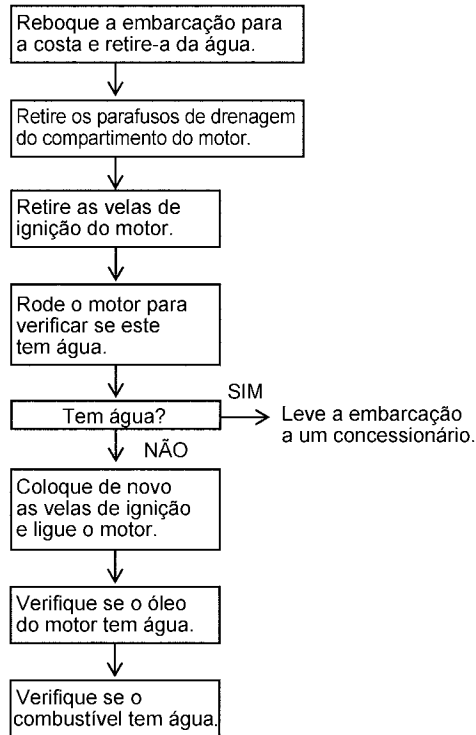 Reboque a embarcação para
a costa e retire-a da água.
Retire os parafusos de drenagem
do compartimento do motor.
Retire as velas de
ignição do motor.
Rode o motor para
verificar se este
tem água.
Tem água?
SIM
Leve a embarcação
a um concessionário.
NÃO
Coloque de novo
as velas de ignição
e ligue o motor.
Verifique se o óleo
do motor tem água.
Verifique se o
combustível tem água.